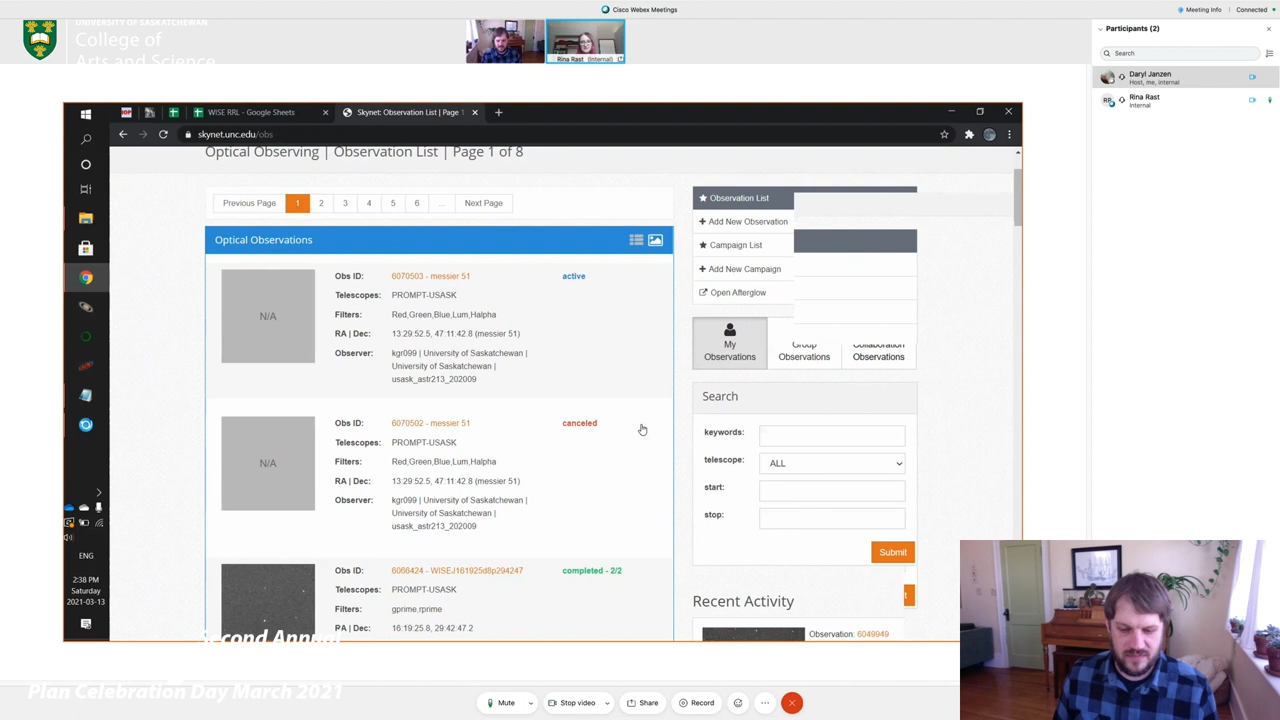 Cisco Webex Meetings
Meeting Info
Connected
UNIVERSITY OF SASKATCHEWAN
College of
Arts and Science
Rina Rast (Internal)
Participants (2)
Search
Daryl Janzen
Host, me, internal
RR
Rina Rast
Internal
WISE RRL - Google Sheets
Skynet: Observation List | Page 1
skynet.unc.edu/obs
Optical Observing | Observation List | Page 1 of 8
Previous Page 1 2 3 4 5 6 ... Next Page
Optical Observations
Obs ID: 6070503 - messier 51 active
Telescopes: PROMPT-USASK
Filters: Red,Green,Blue,Lum,Halpha
RA | Dec: 13:29:52.5, 47:11:42.8 (messier 51)
Observer: kgr099 | University of Saskatchewan |
University of Saskatchewan |
usask_astr213_202009
N/A
Obs ID: 6070502 - messier 51 canceled
Telescopes: PROMPT-USASK
Filters: Red,Green,Blue,Lum,Halpha
RA | Dec: 13:29:52.5, 47:11:42.8 (messier 51)
Observer: kgr099 | University of Saskatchewan |
University of Saskatchewan |
usask_astr213_202009
N/A
Obs ID: 6066424 - WISEJ161925d8p294247 completed - 2/2
Telescopes: PROMPT-USASK
Filters: gprime,rprime
16:19:25.8, 29:42:47.2
Observation List
Add New Observation
Campaign List
Add New Campaign
Open Afterglow
My
Observations
Group
Observations
Collaboration
Observations
Search
keywords:
telescope: ALL
start:
stop:
Submit
Recent Activity
Observation: 6049949
ENG
2:38 PM
Saturday
2021-03-13
Second Annual
Plan Celebration Day March 2021
Mute
Stop video
Share
Record